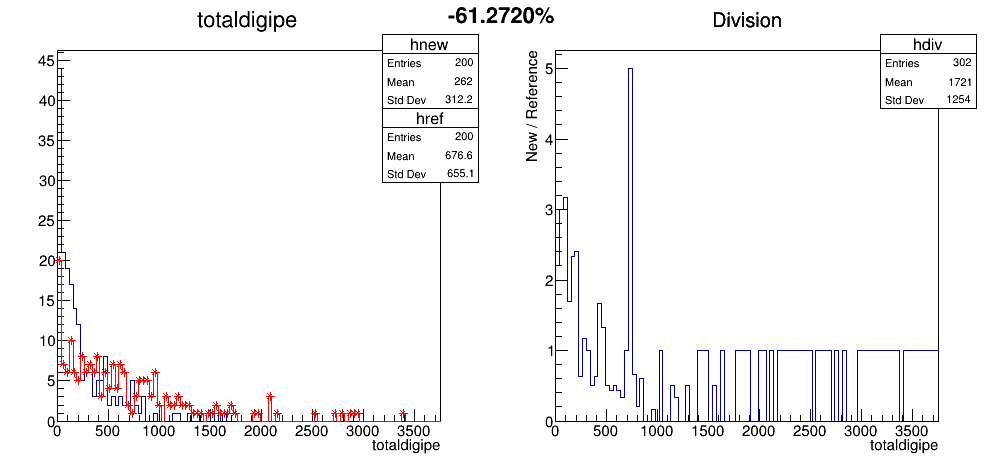 totaldigipe
-61.2720%
Division
hnew
Entries 200
Mean 262
Std Dev 312.2
href
Entries 200
Mean 676.6
Std Dev 655.1
45
40
35
30
25
20
15
10
5
0
0 500 1000 1500 2000 2500 3000 3500
totaldigipe
hdiv
Entries 302
Mean 1721
Std Dev 1254
New / Reference
5
4
3
2
1
0
0 500 1000 1500 2000 2500 3000 3500
totaldigipe